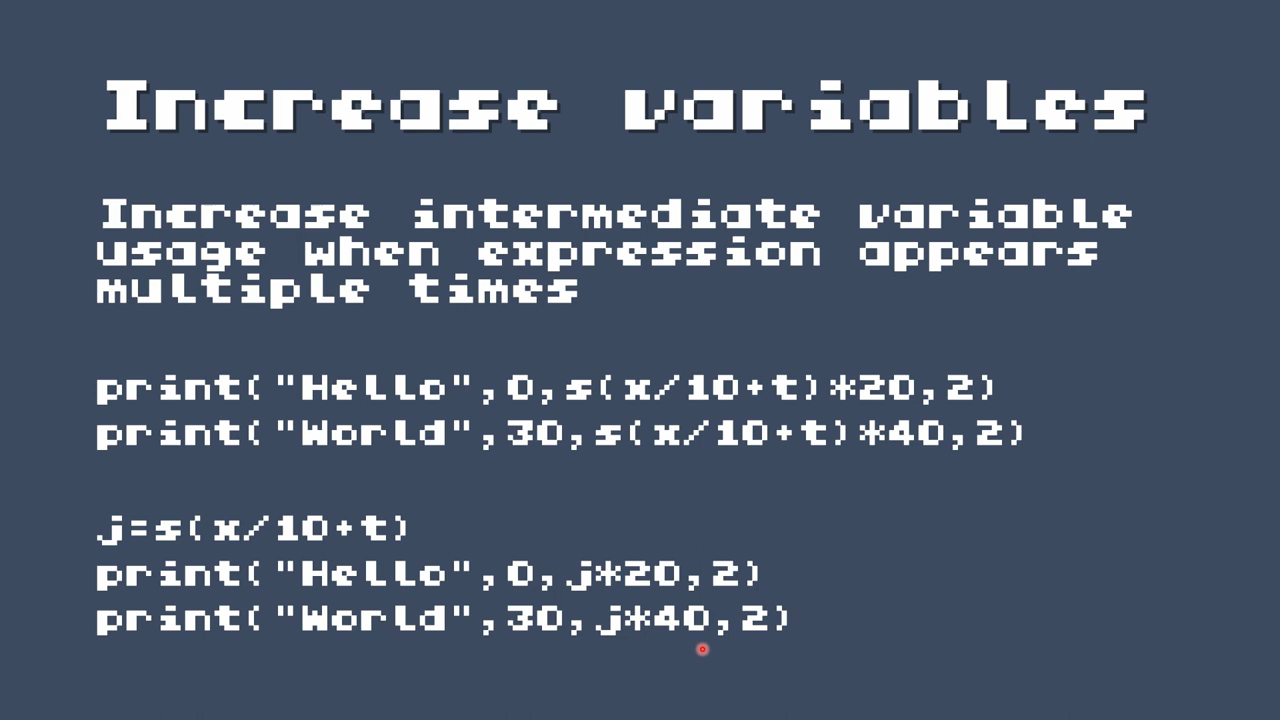 Increase variables
Increase intermediate variable
usage when expression appears
multiple times
print("Hello",0,s(x/10+t)*20,2)
print("World",30,s(x/10+t)*40,2)
j=s(x/10+t)
print("Hello",0,j*20,2)
print("World",30,j*40,2)